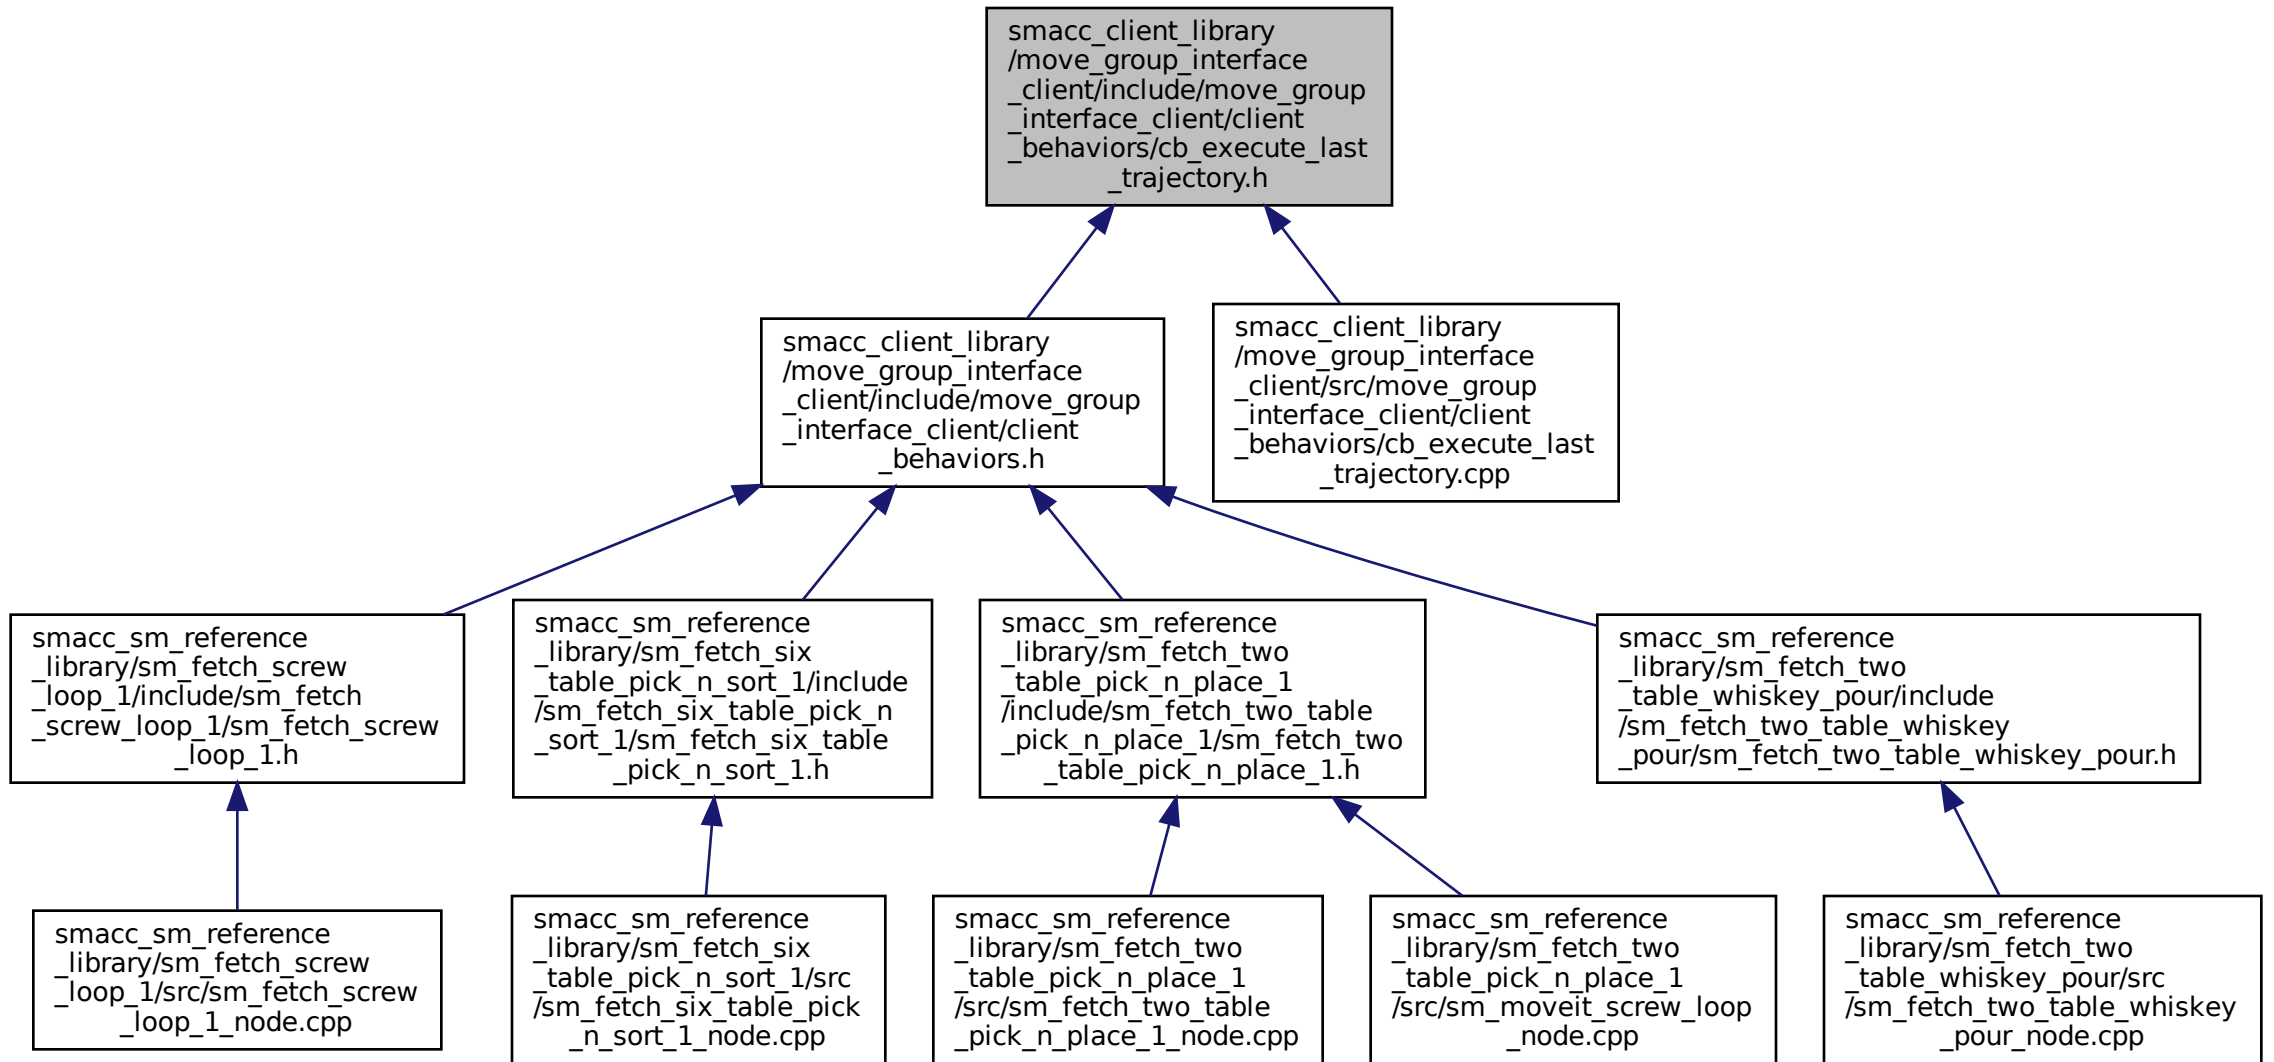 smacc_client_library
/move_group_interface
_client/include/move_group
_interface_client/client
_behaviors/cb_execute_last
_trajectory.h
smacc_client_library
/move_group_interface
_client/include/move_group
_interface_client/client
_behaviors.h
smacc_client_library
/move_group_interface
_client/src/move_group
_interface_client/client
_behaviors/cb_execute_last
_trajectory.cpp
smacc_sm_reference
_library/sm_fetch_screw
_loop_1/include/sm_fetch
_screw_loop_1/sm_fetch_screw
_loop_1.h
smacc_sm_reference
_library/sm_fetch_six
_table_pick_n_sort_1/include
/sm_fetch_six_table_pick_n
_sort_1/sm_fetch_six_table
_pick_n_sort_1.h
smacc_sm_reference
_library/sm_fetch_two
_table_pick_n_place_1
/include/sm_fetch_two_table
_pick_n_place_1/sm_fetch_two
_table_pick_n_place_1.h
smacc_sm_reference
_library/sm_fetch_two
_table_whiskey_pour/include
/sm_fetch_two_table_whiskey
_pour/sm_fetch_two_table_whiskey_pour.h
smacc_sm_reference
_library/sm_fetch_screw
_loop_1/src/sm_fetch_screw
_loop_1_node.cpp
smacc_sm_reference
_library/sm_fetch_six
_table_pick_n_sort_1/src
/sm_fetch_six_table_pick
_n_sort_1_node.cpp
smacc_sm_reference
_library/sm_fetch_two
_table_pick_n_place_1
/src/sm_fetch_two_table
_pick_n_place_1_node.cpp
smacc_sm_reference
_library/sm_fetch_two
_table_pick_n_place_1
/src/sm_moveit_screw_loop
_node.cpp
smacc_sm_reference
_library/sm_fetch_two
_table_whiskey_pour/src
/sm_fetch_two_table_whiskey
_pour_node.cpp